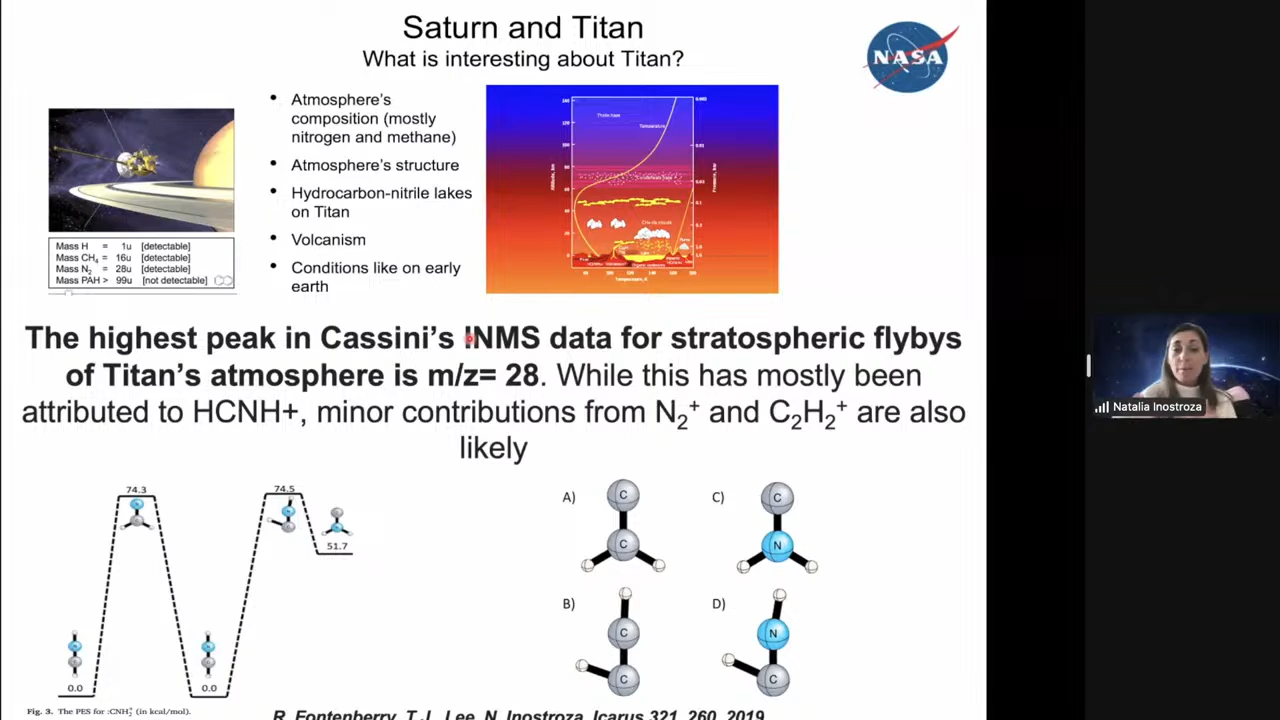 Saturn and Titan
What is interesting about Titan?
NASA
• Atmosphere's
composition (mostly
nitrogen and methane)
• Atmosphere's structure
• Hydrocarbon-nitrile lakes
on Titan
• Volcanism
• Conditions like on early
earth
Mass H = 1u [detectable]
Mass CH4 = 16u [detectable]
Mass N2 = 28u [detectable]
Mass PAH > 99u [not detectable]
Temperature
Altitude, km
Temperature, K
The highest peak in Cassini's INMS data for stratospheric flybys
of Titan's atmosphere is m/z= 28. While this has mostly been
attributed to HCNH+, minor contributions from N2+ and C2H2+ are also
likely
74.3
74.5
51.7
0.0
0.0
Fig. 3. The PES for :CNH2+ (in kcal/mol).
A)
C
C
C)
C
N
B)
C
C
D)
N
C
R. Fontenberry, T.J. Lee, N. Inostroza, Icarus 321, 260, 2019
Natalia Inostroza